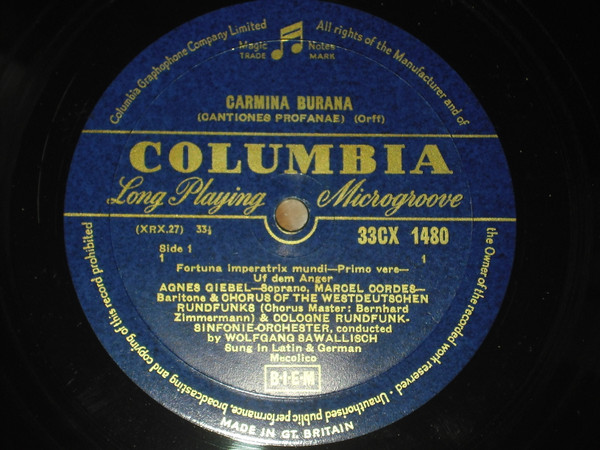 Columbia Graphophone Company Limited
All rights of the Manufacturer and of
the Owner of the recorded work reserved - Unauthorised public performance, broadcasting and copying of this record prohibited
Magic Notes
TRADE MARK
CARMINA BURANA
(CANTIONES PROFANAE) (Orff)
COLUMBIA
Long Playing Microgroove
(XRX.27) 33⅓ 33CX 1480
Side 1
1 1
Fortuna imperatrix mundi—Primo vere—
Uf dem Anger
AGNES GIEBEL—Soprano, MARCEL CORDES—
Baritone & CHORUS OF THE WESTDEUTSCHEN
RUNDFUNKS (Chorus Master: Bernhard
Zimmermann) & COLOGNE RUNDFUNK-
SINFONIE-ORCHESTER, conducted
by WOLFGANG SAWALLISCH
Sung in Latin & German
Mecolico
B·I·E·M
MADE IN GT. BRITAIN